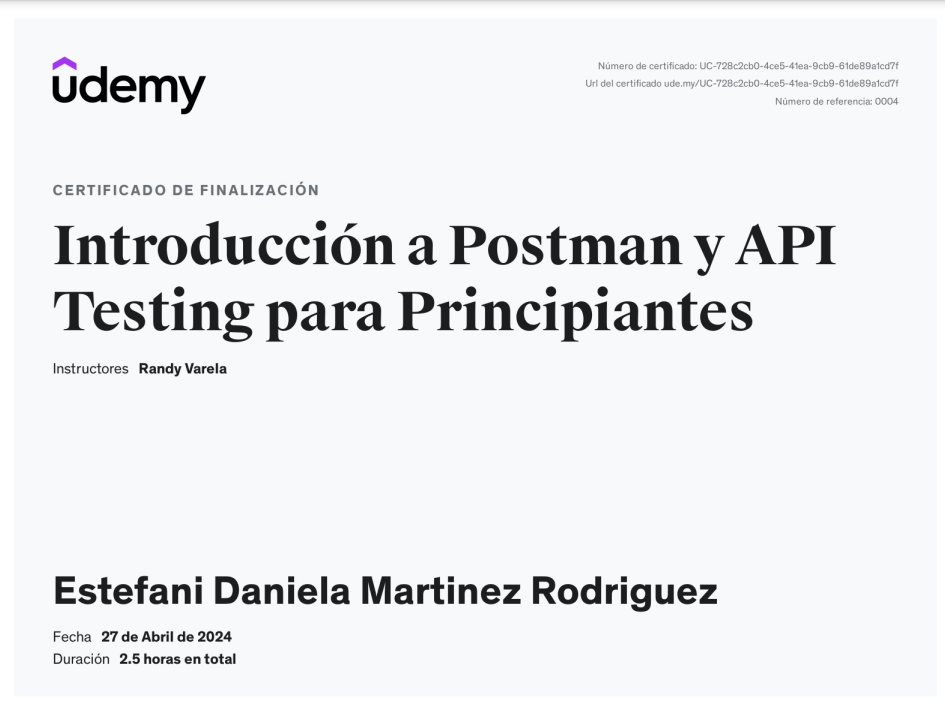 udemy
Número de certificado: UC-728c2cb0-4ce5-41ea-9cb9-61de89a1cd7f
Url del certificado ude.my/UC-728c2cb0-4ce5-41ea-9cb9-61de89a1cd7f
Número de referencia: 0004
CERTIFICADO DE FINALIZACIÓN
Introducción a Postman y API
Testing para Principiantes
Instructores Randy Varela
Estefani Daniela Martinez Rodriguez
Fecha 27 de Abril de 2024
Duración 2.5 horas en total